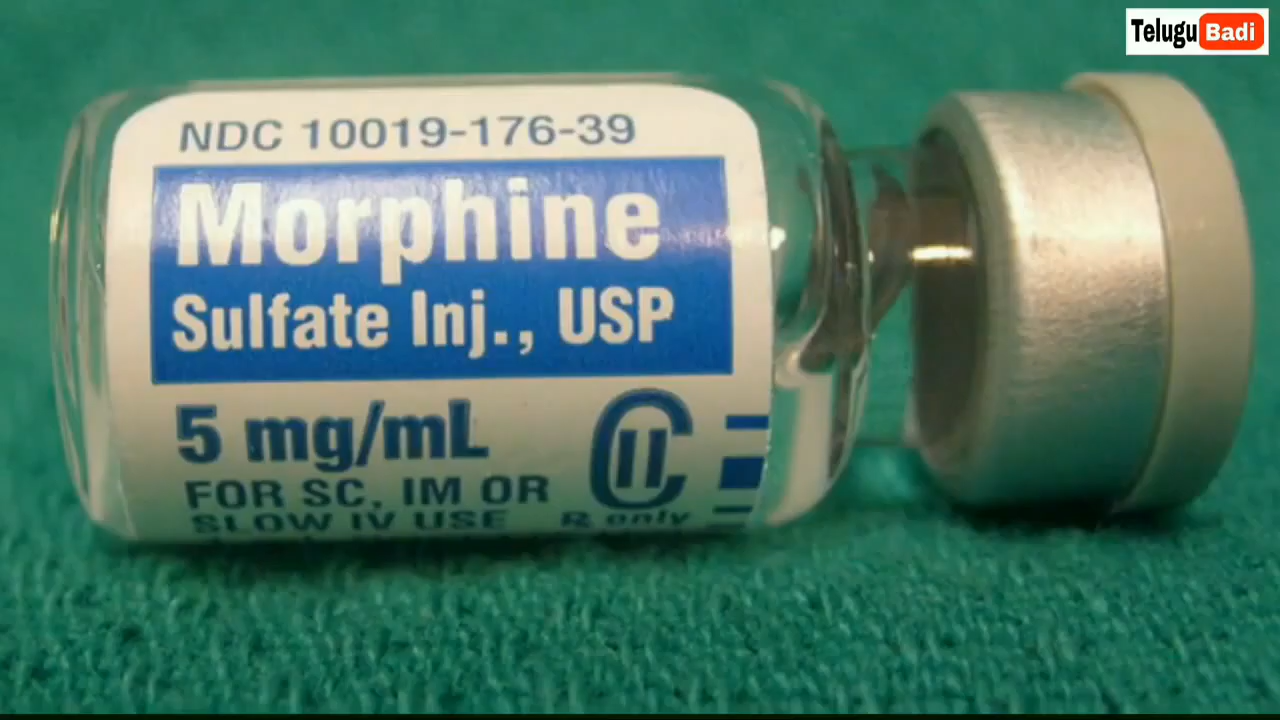 Telugu Badi
NDC 10019-176-39
Morphine
Sulfate Inj., USP
5 mg/mL
CII
FOR SC, IM OR
SLOW IV USE
Rx only